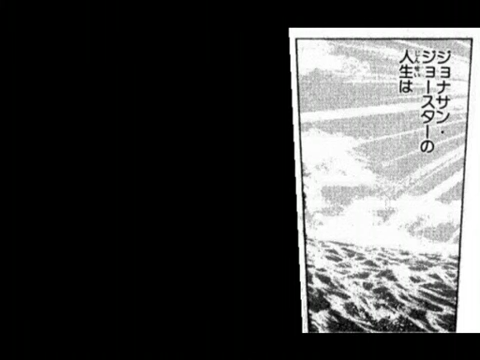 ジョナサン・
ジョースターの
人生は